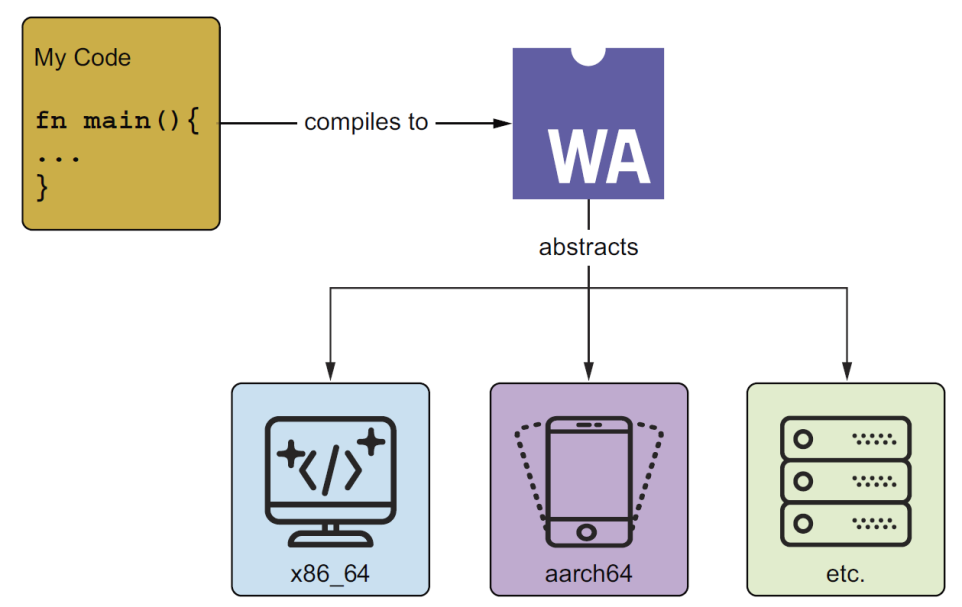 My Code
fn main(){
...
}
compiles to
WA
abstracts
</>
x86_64
aarch64
etc.